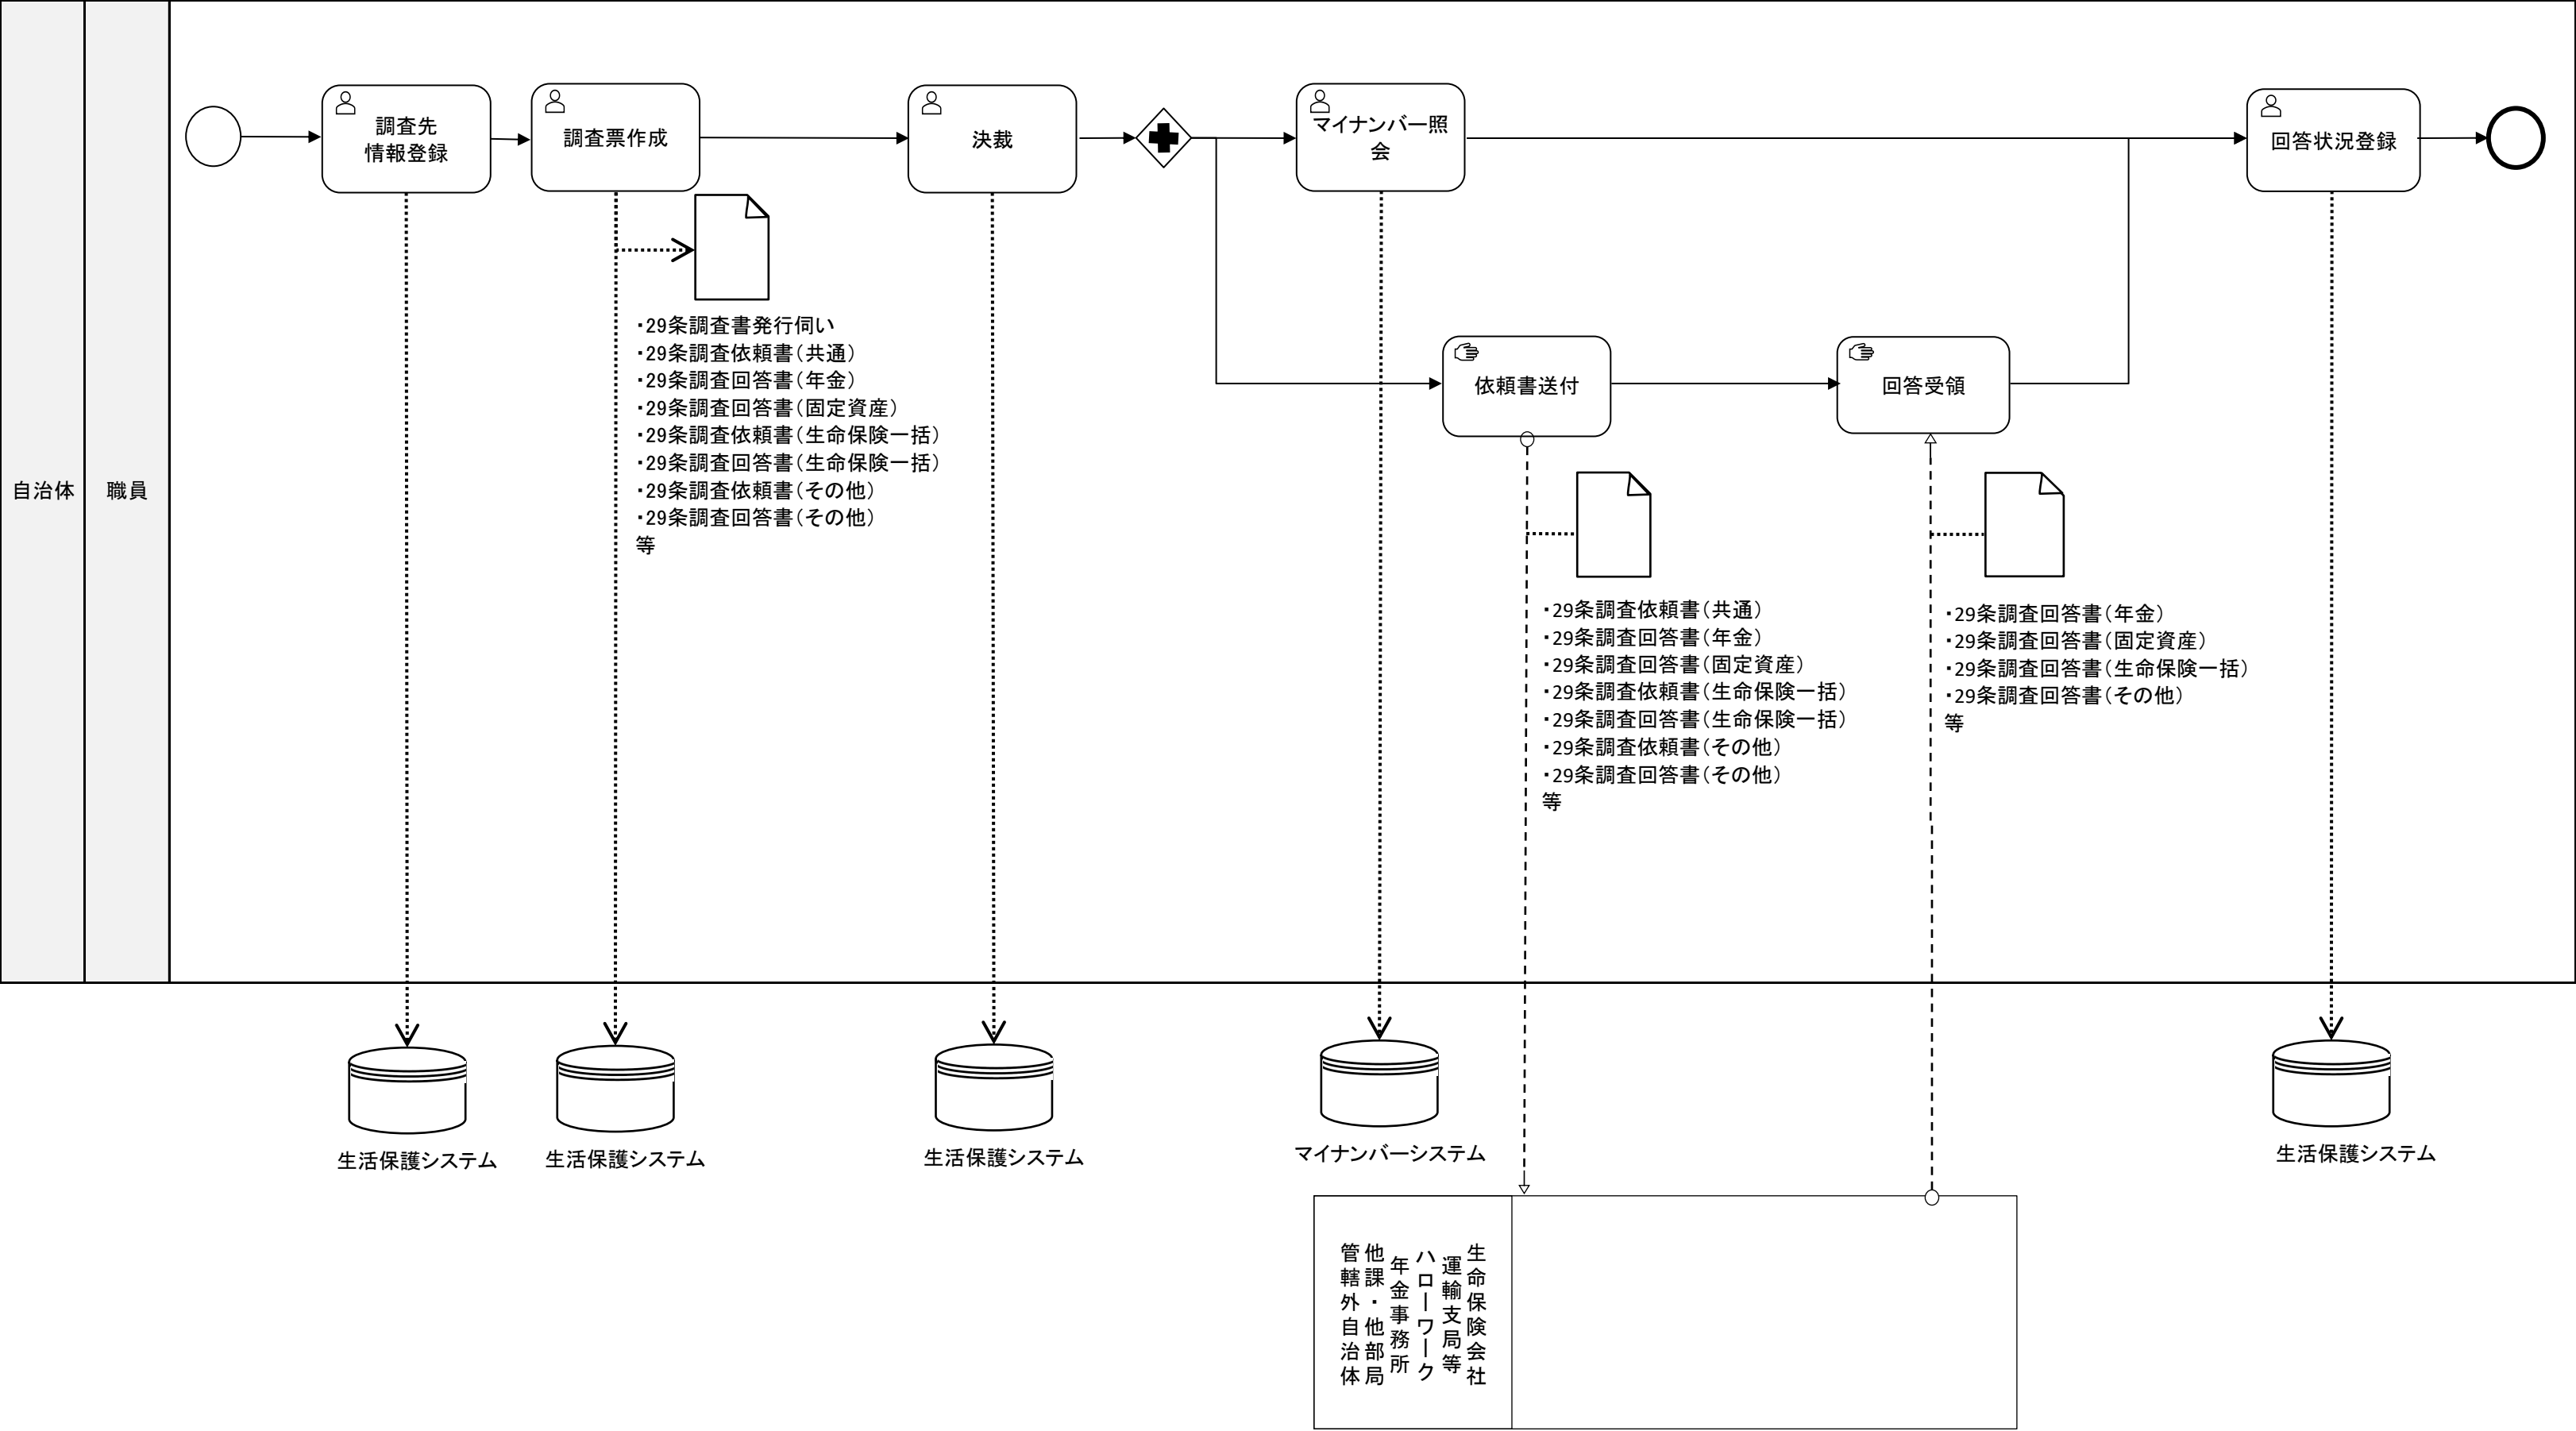 自治体
職員
調査先
情報登録
調査票作成
決裁
マイナンバー照
会
回答状況登録
・29条調査書発行伺い
・29条調査依頼書(共通)
・29条調査回答書(年金)
・29条調査回答書(固定資産)
・29条調査依頼書(生命保険一括)
・29条調査回答書(生命保険一括)
・29条調査依頼書(その他)
・29条調査回答書(その他)
等
依頼書送付
回答受領
・29条調査依頼書(共通)
・29条調査回答書(年金)
・29条調査回答書(固定資産)
・29条調査依頼書(生命保険一括)
・29条調査回答書(生命保険一括)
・29条調査依頼書(その他)
・29条調査回答書(その他)
等
・29条調査回答書(年金)
・29条調査回答書(固定資産)
・29条調査回答書(生命保険一括)
・29条調査回答書(その他)
等
生活保護システム
生活保護システム
生活保護システム
マイナンバーシステム
生活保護システム
生命保険会社
運輸支局等
ハローワーク
年金事務所
他課・他部局
管轄外自治体